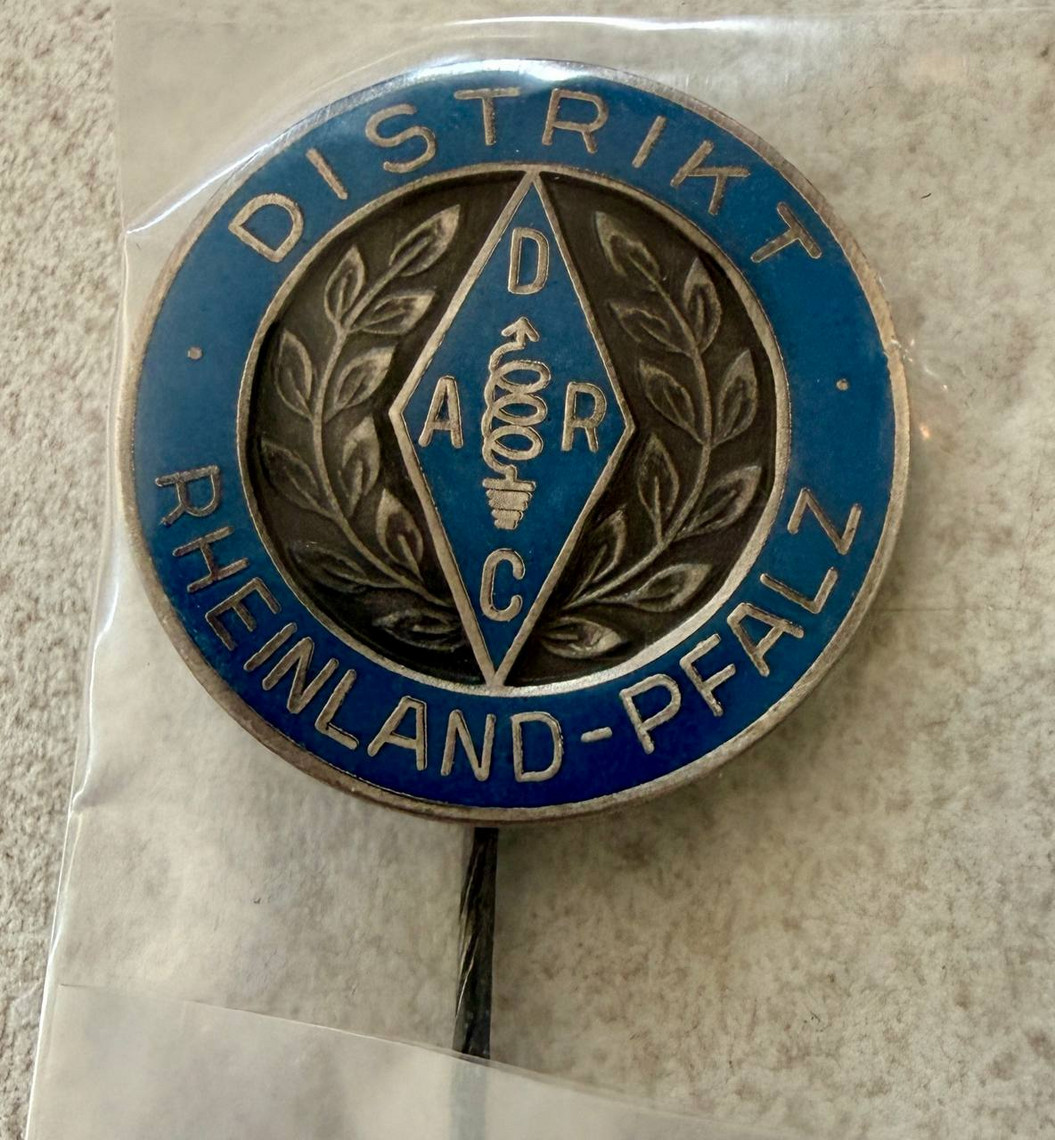 DISTRIKT
D
A R
C
RHEINLAND-PFALZ